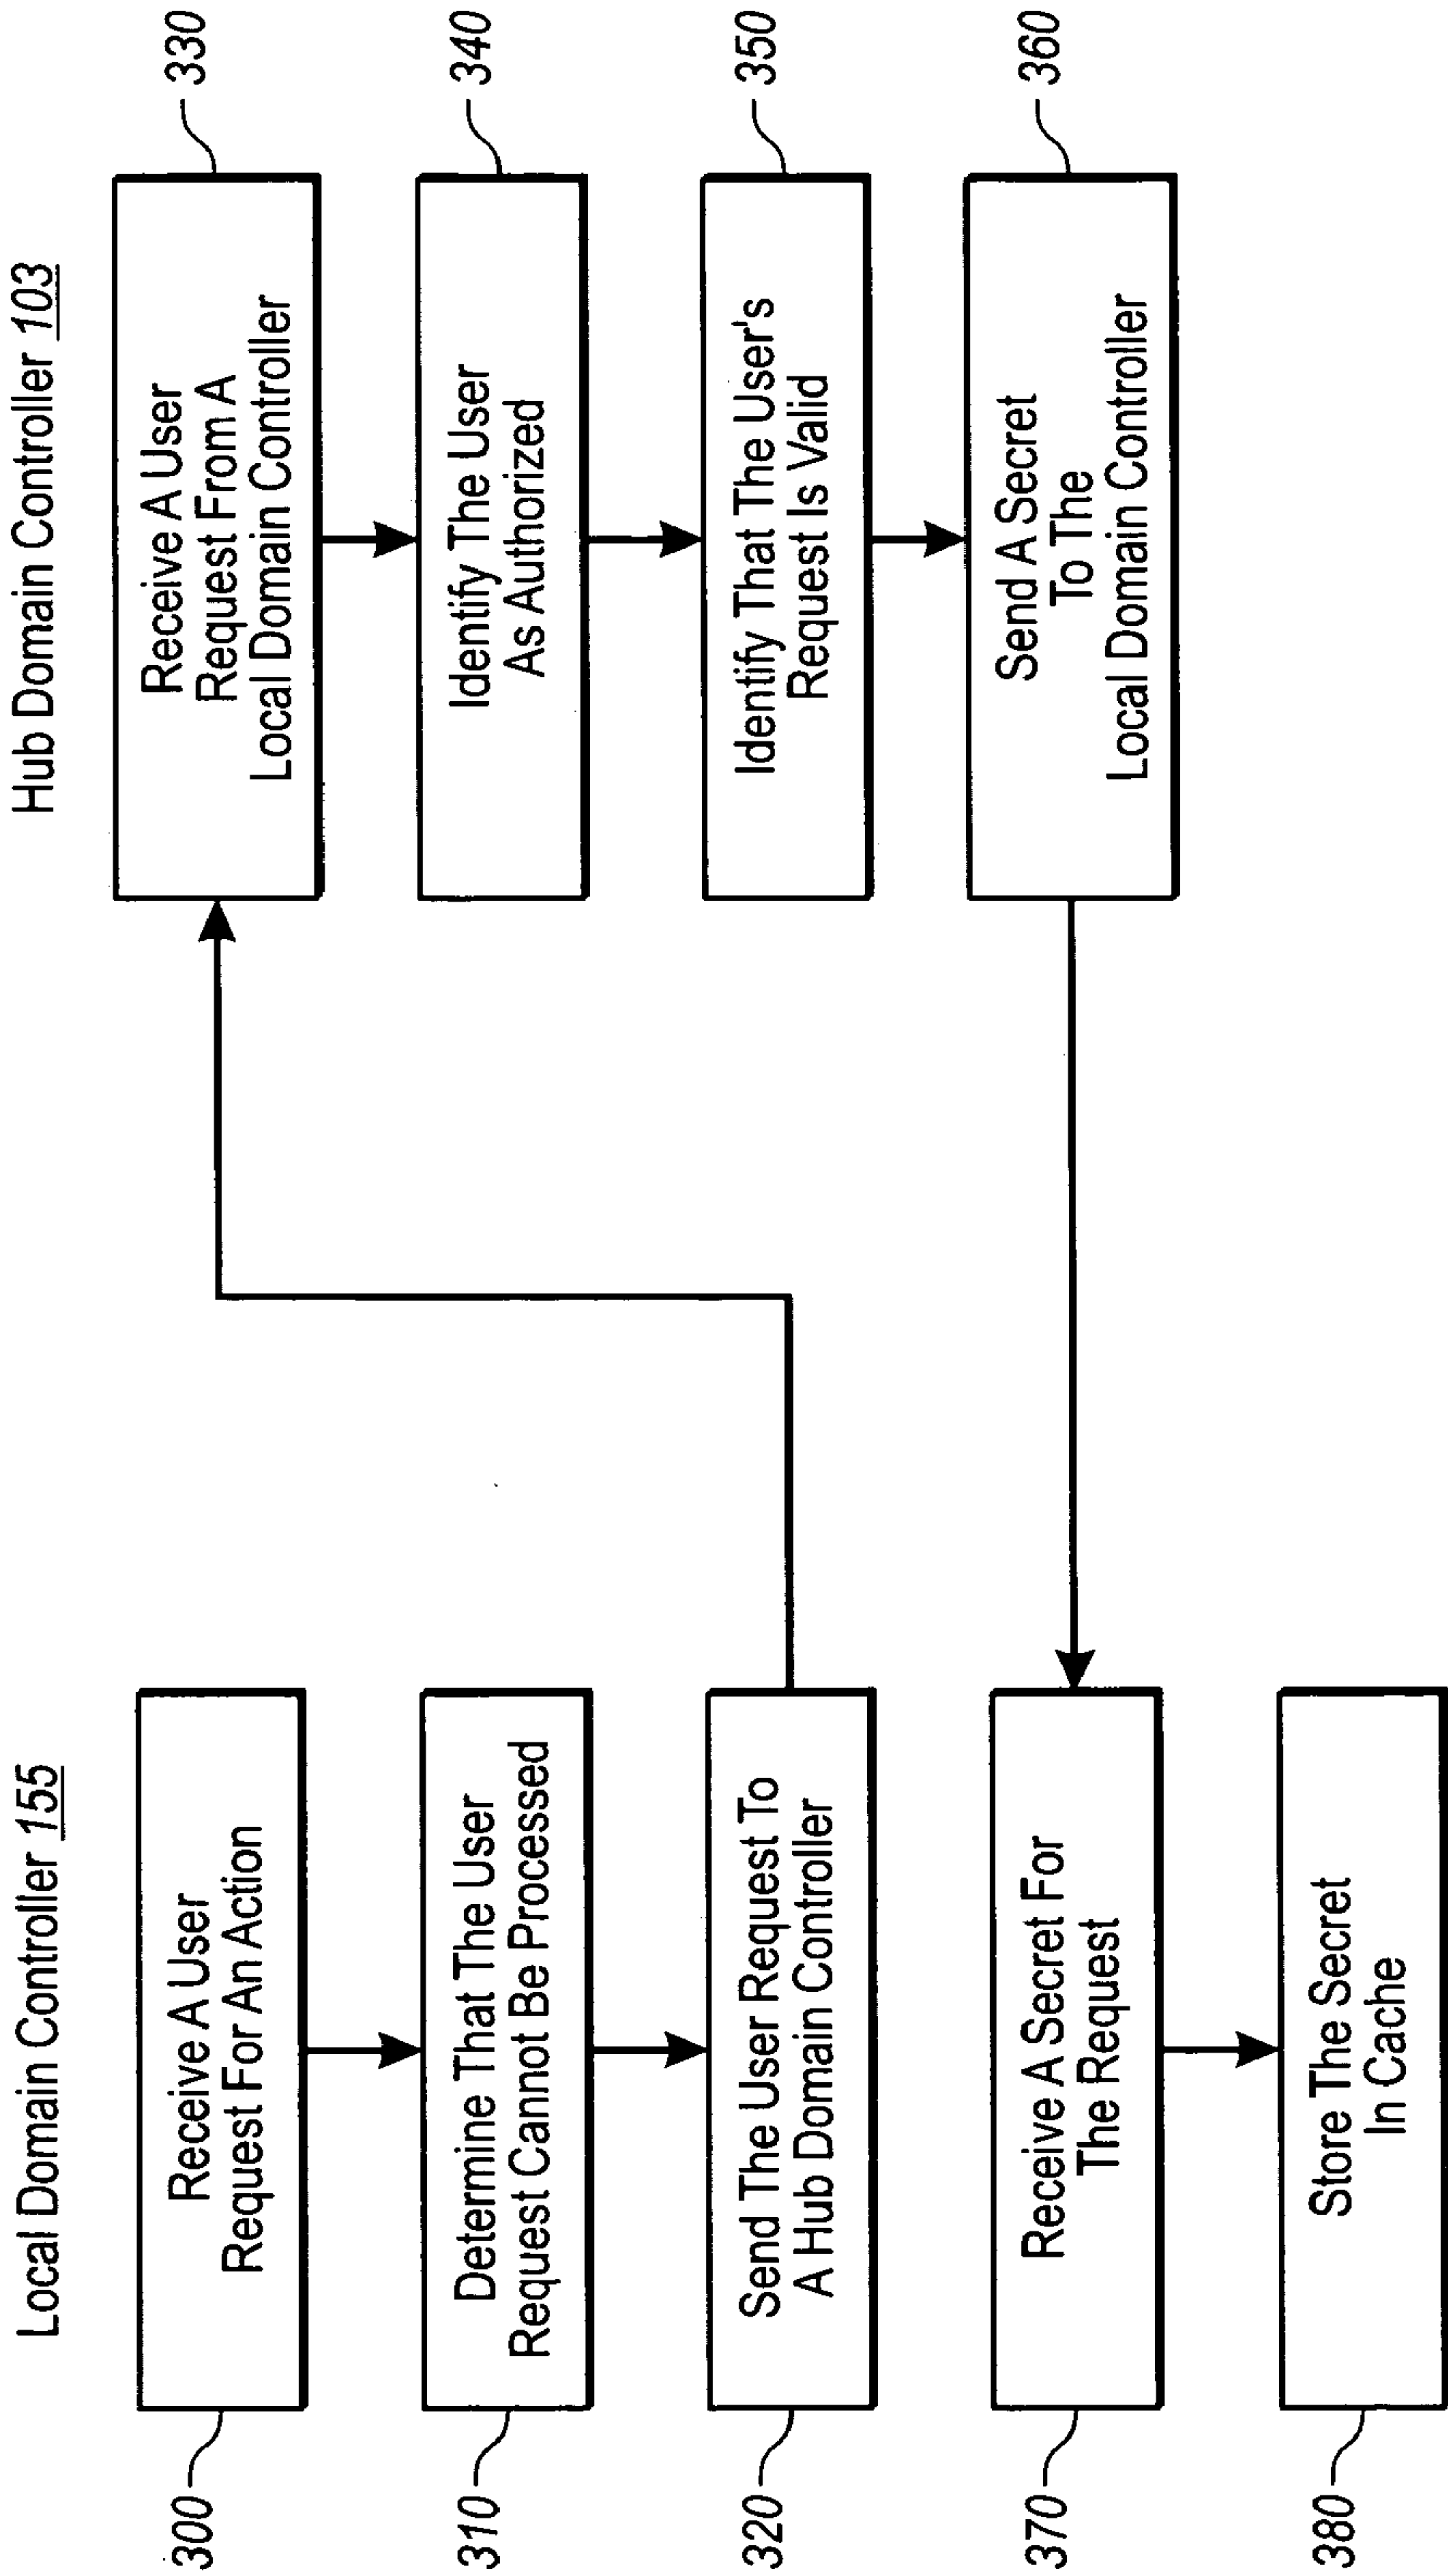 Local Domain Controller 155
300
Receive A User
Request For An Action
310
Determine That The User
Request Cannot Be Processed
320
Send The User Request To
A Hub Domain Controller
370
Receive A Secret For
The Request
380
Store The Secret
In Cache
Hub Domain Controller 103
Receive A User
Request From A
Local Domain Controller
330
Identify The User
As Authorized
340
Identify That The User's
Request Is Valid
350
Send A Secret
To The
Local Domain Controller
360